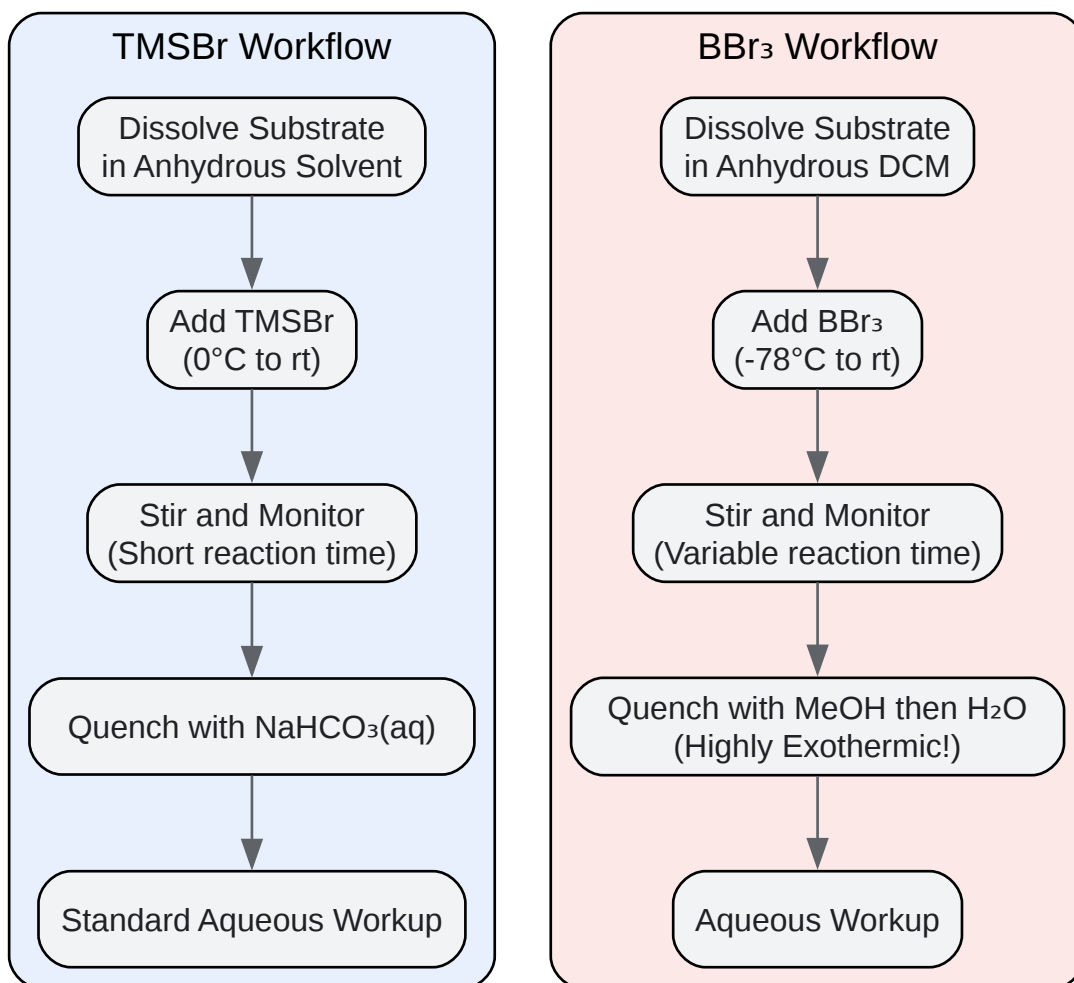 TMSBr Workflow
Dissolve Substrate
in Anhydrous Solvent
Add TMSBr
(0°C to rt)
Stir and Monitor
(Short reaction time)
Quench with NaHCO₃(aq)
Standard Aqueous Workup
BBr₃ Workflow
Dissolve Substrate
in Anhydrous DCM
Add BBr₃
(-78°C to rt)
Stir and Monitor
(Variable reaction time)
Quench with MeOH then H₂O
(Highly Exothermic!)
Aqueous Workup